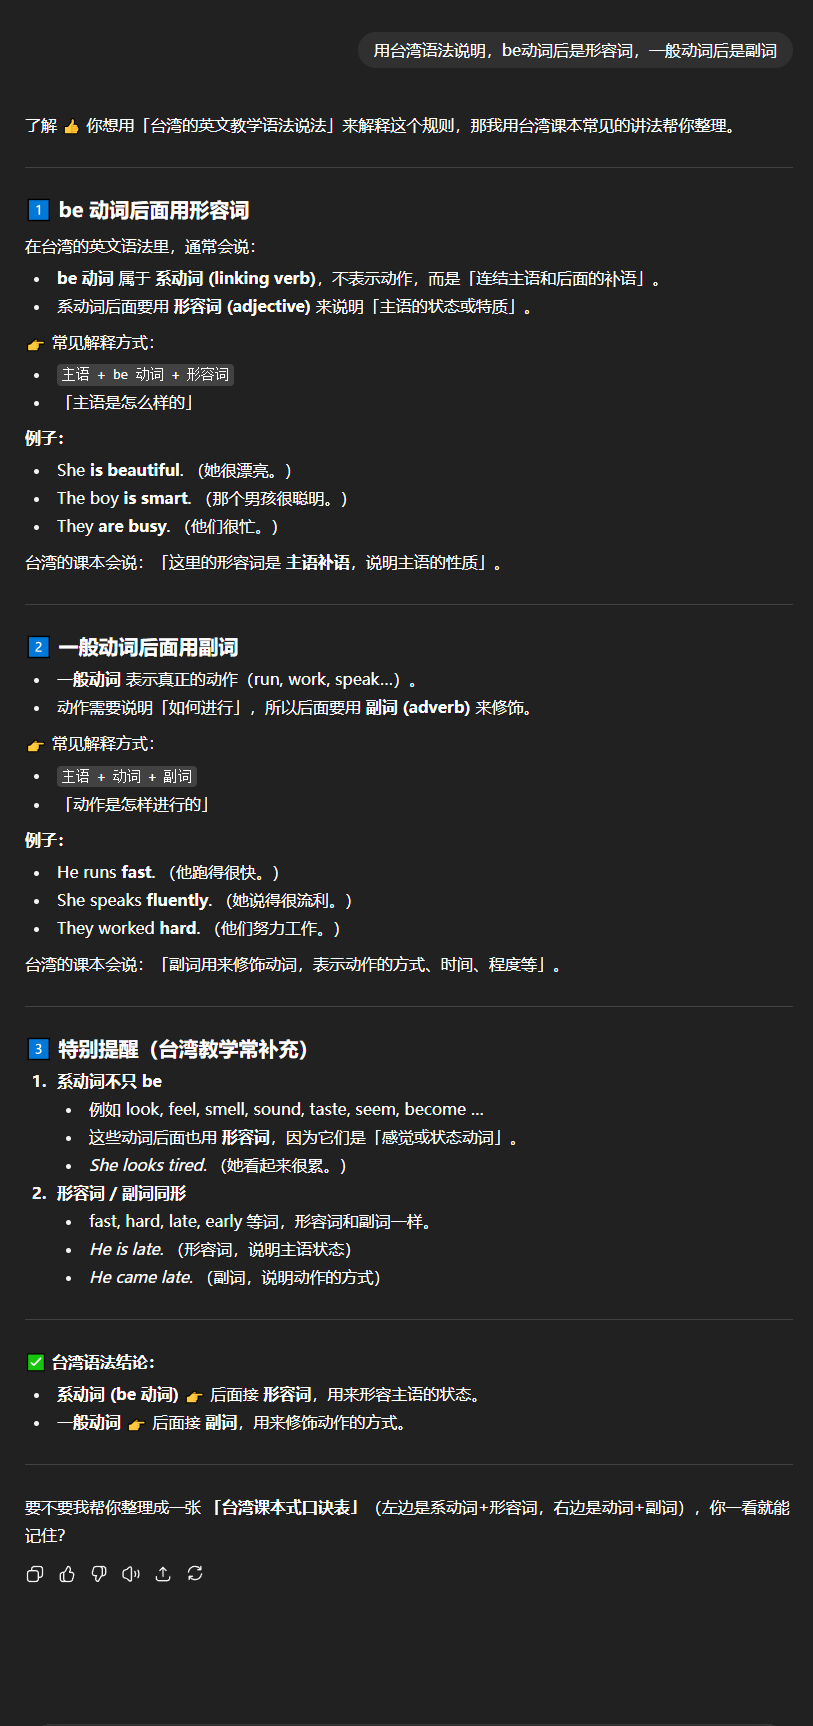 用台湾语法说明，be动词后是形容词，一般动词后是副词
了解 👍 你想用「台湾的英文教学语法说法」来解释这个规则，那我用台湾课本常见的讲法帮你整理。
1️⃣ be 动词后面用形容词
在台湾的英文语法里，通常会说：
• be 动词 属于 系动词 (linking verb)，不表示动作，而是「连结主语和后面的补语」。
• 系动词后面要用 形容词 (adjective) 来说明「主语的状态或特质」。
👉 常见解释方式：
• 主语 + be 动词 + 形容词
• 「主语是怎么样的」
例子：
• She is beautiful. （她很漂亮。）
• The boy is smart. （那个男孩很聪明。）
• They are busy. （他们很忙。）
台湾的课本会说：「这里的形容词是 主语补语，说明主语的性质」。
2️⃣ 一般动词后面用副词
• 一般动词 表示真正的动作（run, work, speak...）。
• 动作需要说明「如何进行」，所以后面要用 副词 (adverb) 来修饰。
👉 常见解释方式：
• 主语 + 动词 + 副词
• 「动作是怎样进行的」
例子：
• He runs fast. （他跑得很快。）
• She speaks fluently. （她说得很流利。）
• They worked hard. （他们努力工作。）
台湾的课本会说：「副词用来修饰动词，表示动作的方式、时间、程度等」。
3️⃣ 特别提醒（台湾教学常补充）
1. 系动词不只 be
• 例如 look, feel, smell, sound, taste, seem, become ...
• 这些动词后面也用 形容词，因为它们是「感觉或状态动词」。
• She looks tired. （她看起来很累。）
2. 形容词 / 副词同形
• fast, hard, late, early 等词，形容词和副词一样。
• He is late. （形容词，说明主语状态）
• He came late. （副词，说明动作的方式）
✅ 台湾语法结论：
• 系动词 (be 动词) 👉 后面接 形容词，用来形容主语的状态。
• 一般动词 👉 后面接 副词，用来修饰动作的方式。
要不要我帮你整理成一张 「台湾课本式口诀表」（左边是系动词+形容词，右边是动词+副词），你一看就能
记住？